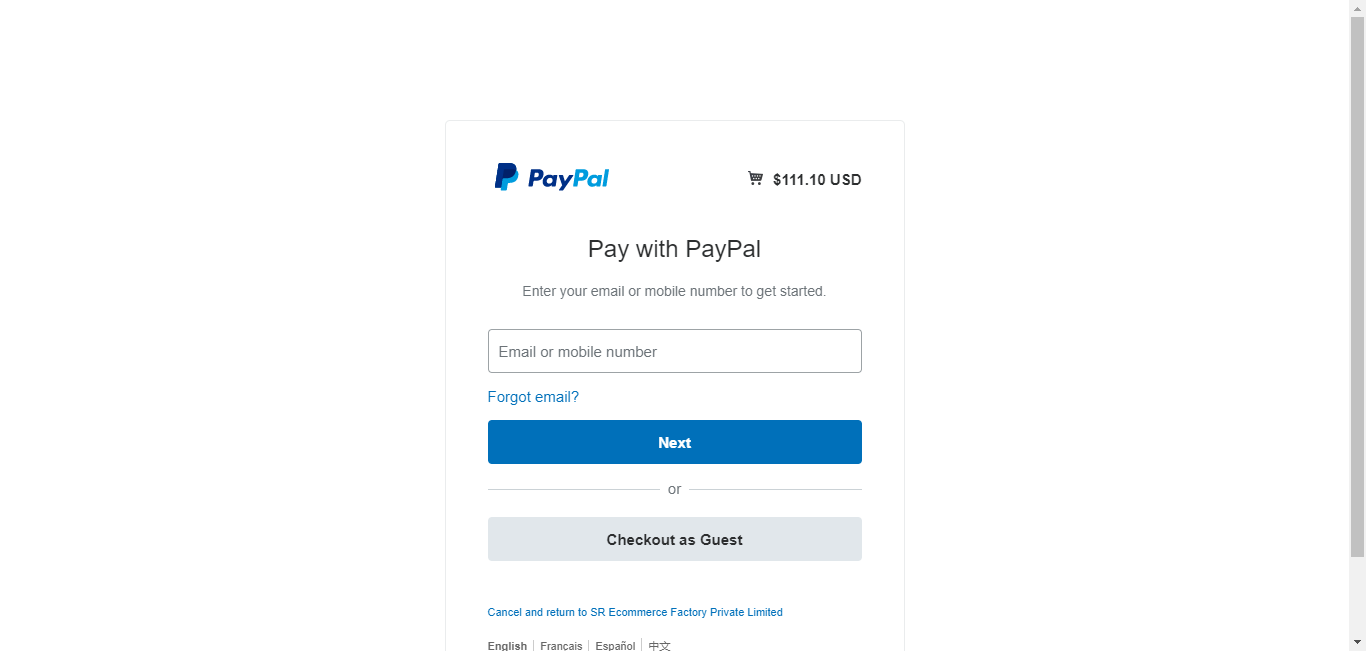 PayPal $111.10 USD
Pay with PayPal
Enter your email or mobile number to get started.
Email or mobile number
Forgot email?
Next
or
Checkout as Guest
Cancel and return to SR Ecommerce Factory Private Limited
English Français Español 中文